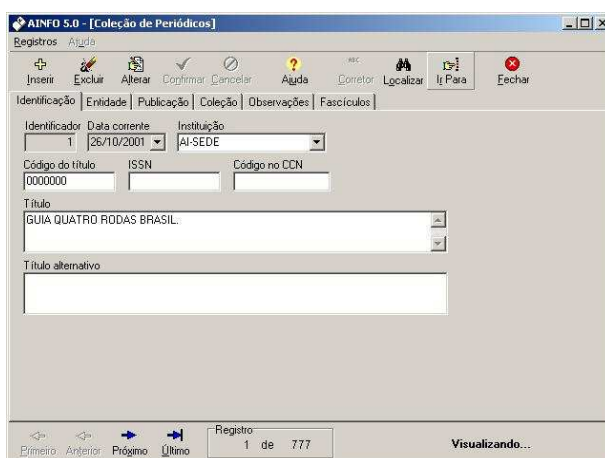 AINFO 5.0 - [Coleção de Periódicos]
Registros Ajuda
Inserir Excluir Alterar Confirmar Cancelar Ajuda ABC Corretor Localizar Ir Para Fechar
Identificação Entidade Publicação Coleção Observações Fascículos
Identificador Data corrente Instituição
1 26/10/2001 AI-SEDE
Código do título ISSN Código no CCN
0000000
Título
GUIA QUATRO RODAS BRASIL.
Título alternativo
Registro
Primeiro Anterior Próximo Último 1 de 777 Visualizando...